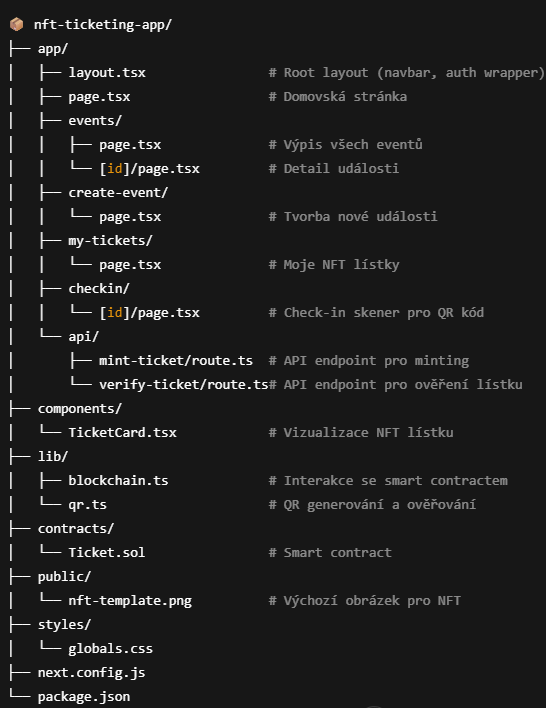 📦 nft-ticketing-app/
├── app/
│   ├── layout.tsx                # Root layout (navbar, auth wrapper)
│   ├── page.tsx                  # Domovská stránka
│   ├── events/
│   │   ├── page.tsx              # Výpis všech eventů
│   │   └── [id]/page.tsx         # Detail události
│   ├── create-event/
│   │   └── page.tsx              # Tvorba nové události
│   ├── my-tickets/
│   │   └── page.tsx              # Moje NFT lístky
│   ├── checkin/
│   │   └── [id]/page.tsx         # Check-in skener pro QR kód
│   └── api/
│       ├── mint-ticket/route.ts  # API endpoint pro minting
│       └── verify-ticket/route.ts# API endpoint pro ověření lístku
├── components/
│   └── TicketCard.tsx            # Vizualizace NFT lístku
├── lib/
│   ├── blockchain.ts             # Interakce se smart contractem
│   └── qr.ts                     # QR generování a ověřování
├── contracts/
│   └── Ticket.sol                # Smart contract
├── public/
│   └── nft-template.png          # Výchozí obrázek pro NFT
├── styles/
│   └── globals.css
├── next.config.js
└── package.json